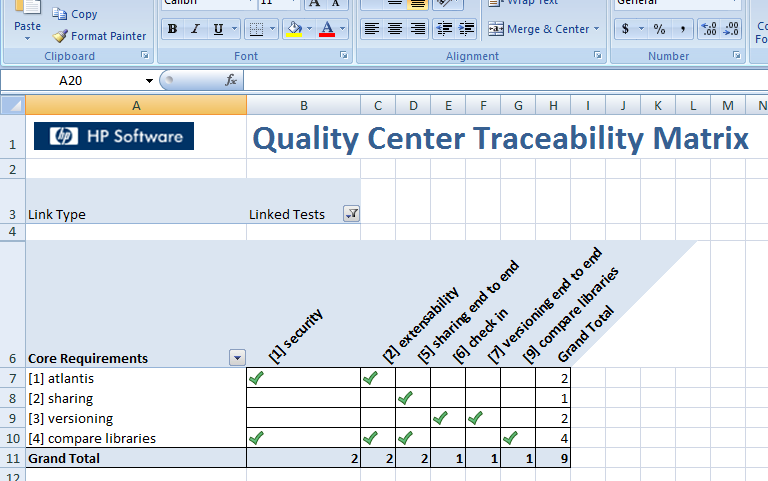 Calibri 11 A A Wrap Text General
Copy
Paste Format Painter B I U A Merge & Center $ % , .00 .00
Clipboard Font Alignment Number
A20 fx
A B C D E F G H I J K L M N
1 hp HP Software Quality Center Traceability Matrix
2
3 Link Type Linked Tests
4
6 Core Requirements [1] security [2] extensability [5] sharing end to end [6] check in [7] versioning end to end [9] compare libraries Grand Total
7 [1] atlantis 2
8 [2] sharing 1
9 [3] versioning 2
10 [4] compare libraries 4
11 Grand Total 2 2 2 1 1 1 9
12